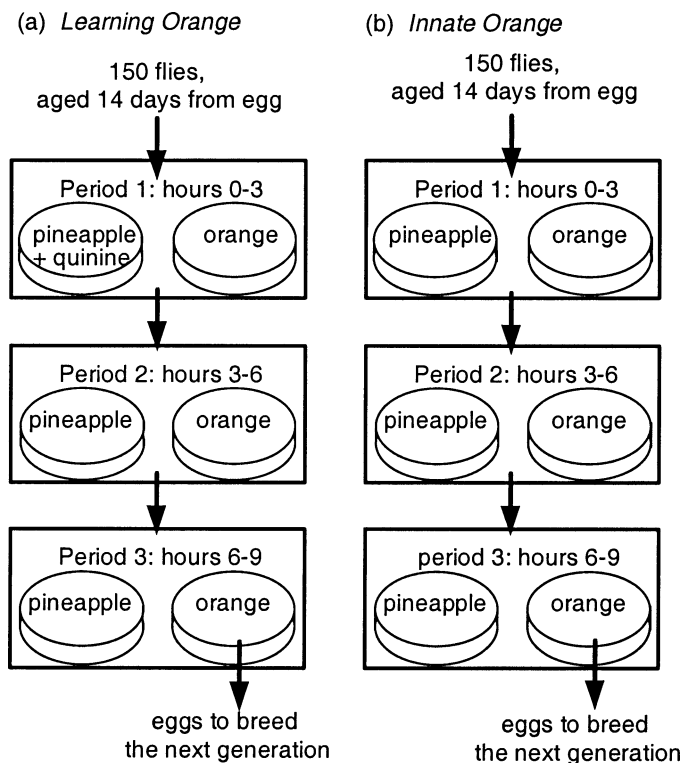 (a) Learning Orange
150 flies,
aged 14 days from egg
Period 1: hours 0-3
pineapple
+ quinine
orange
Period 2: hours 3-6
pineapple
orange
Period 3: hours 6-9
pineapple
orange
eggs to breed
the next generation
(b) Innate Orange
150 flies,
aged 14 days from egg
Period 1: hours 0-3
pineapple
orange
Period 2: hours 3-6
pineapple
orange
period 3: hours 6-9
pineapple
orange
eggs to breed
the next generation